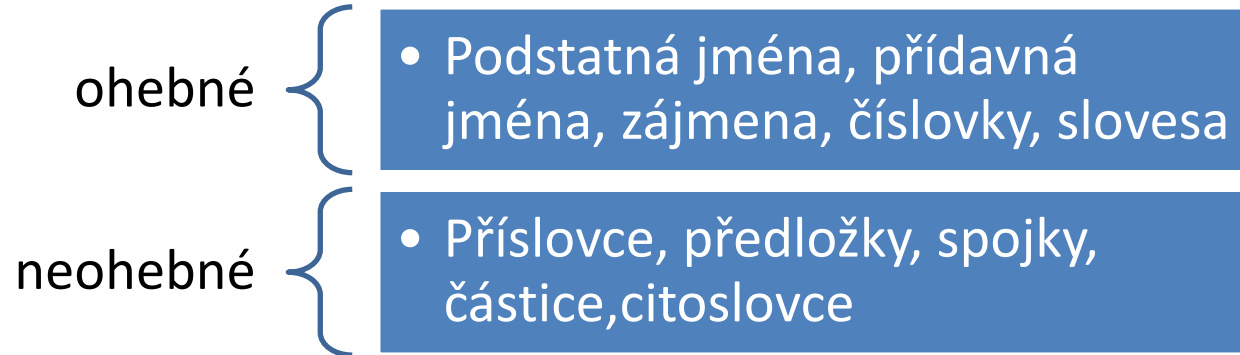 ohebné
• Podstatná jména, přídavná
jména, zájmena, číslovky, slovesa
neohebné
• Příslovce, předložky, spojky,
částice,citoslovce